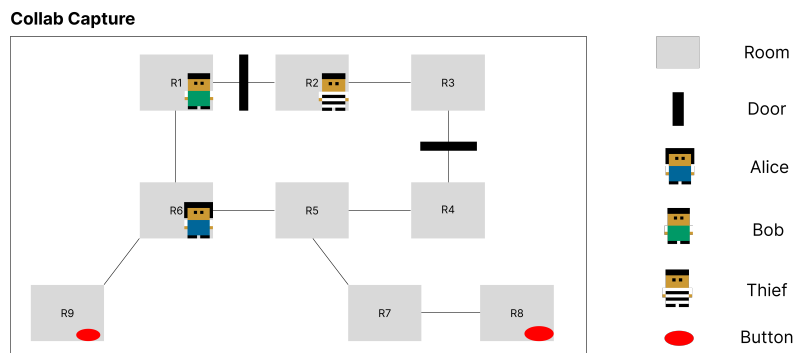 Collab Capture
R1
R2
R3
Room
Door
Alice
R6
R5
R4
Bob
Thief
R9
R7
R8
Button